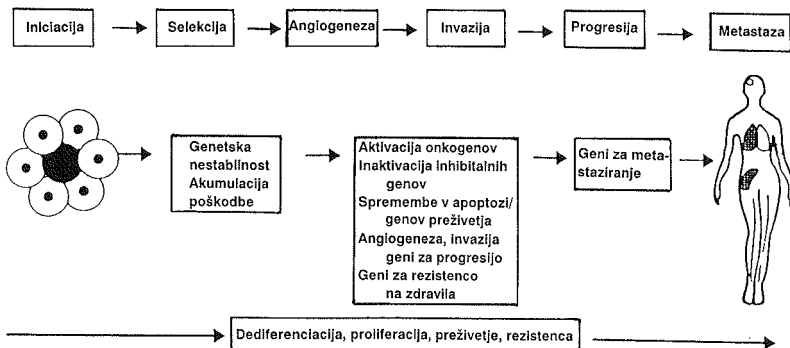 Iniciacija
Selekcija
Angiogeneza
Invazija
Progresija
Metastaza
Genetska
nestabilnost
Akumulacija
poškodbe
Aktivacija onkogenov
Inaktivacija inhibitalnih
genov
Spremembe v apoptozi/
genov preživetja
Angiogeneza, invazija
geni za progresijo
Geni za rezistenco
na zdravila
Geni za meta-
staziranje
Dediferenciacija, proliferacija, preživetje, rezistenca